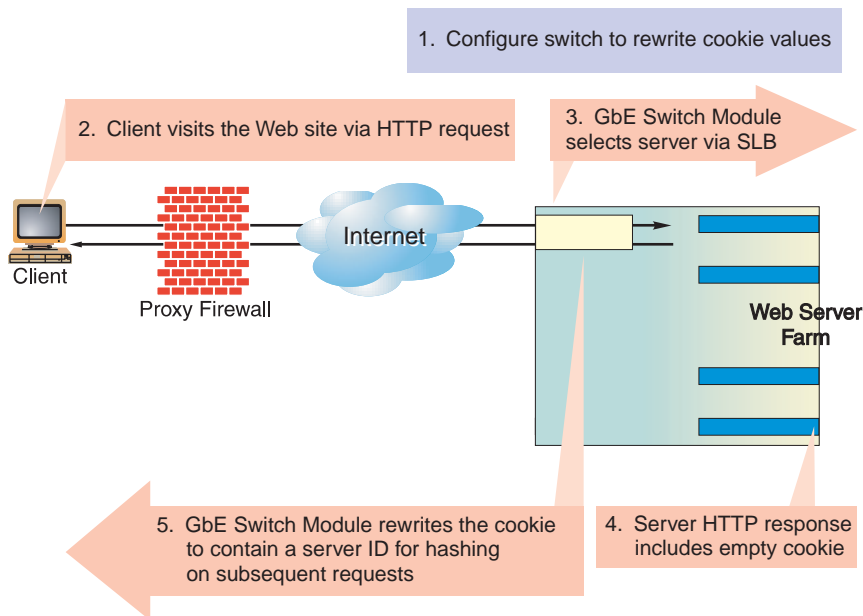 1. Configure switch to rewrite cookie values
2. Client visits the Web site via HTTP request
3. GbE Switch Module
selects server via SLB
Internet
Client
Proxy Firewall
Web Server
Farm
5. GbE Switch Module rewrites the cookie
to contain a server ID for hashing
on subsequent requests
4. Server HTTP response
includes empty cookie